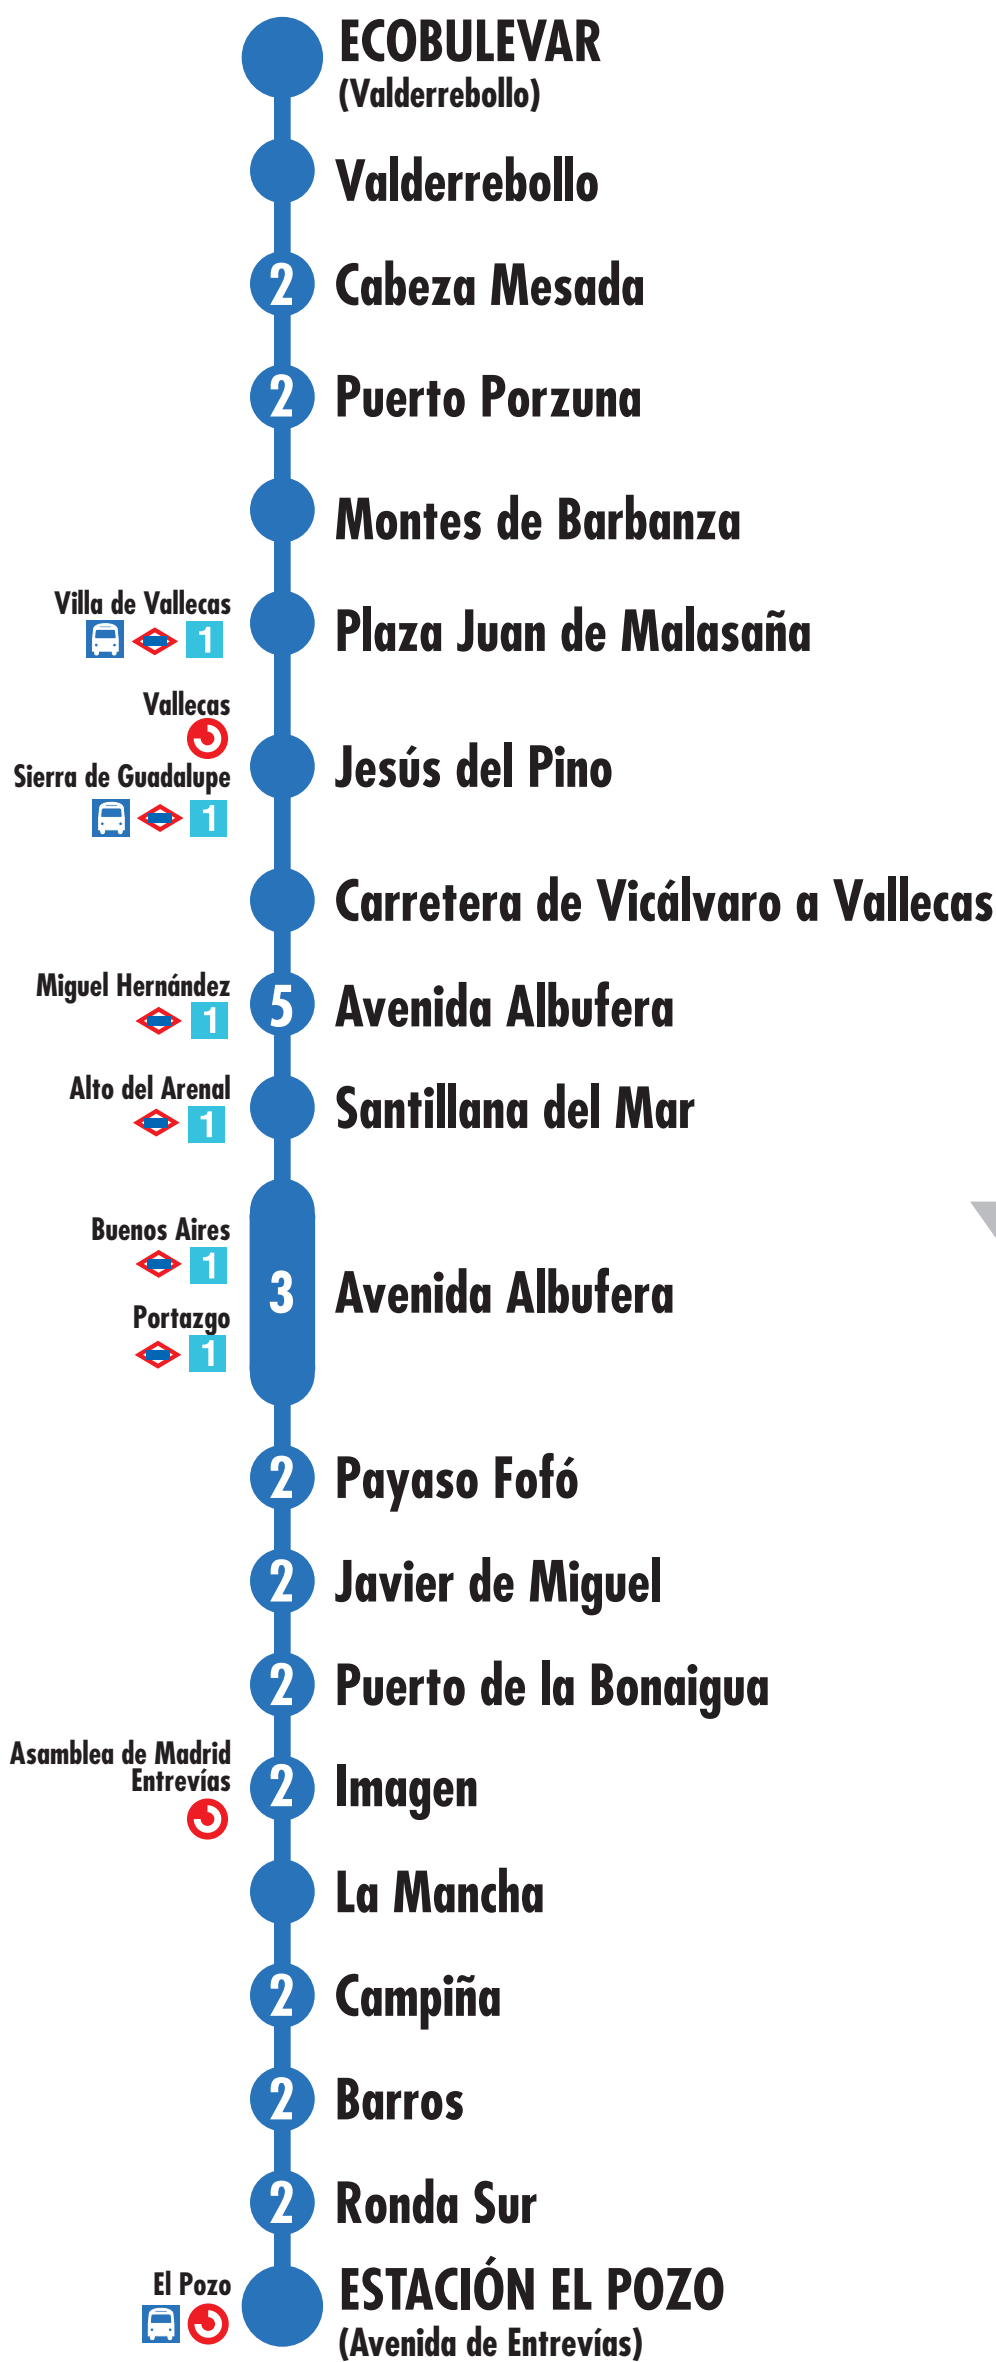 ECOBULEVAR
(Valderrebollo)
Valderrebollo
2 Cabeza Mesada
2 Puerto Porzuna
Montes de Barbanza
Villa de Vallecas
1
Plaza Juan de Malasaña
Vallecas
Sierra de Guadalupe
1
Jesús del Pino
Carretera de Vicálvaro a Vallecas
Miguel Hernández
1
5 Avenida Albufera
Alto del Arenal
1
Santillana del Mar
Buenos Aires
1
Portazgo
1
3 Avenida Albufera
2 Payaso Fofó
2 Javier de Miguel
2 Puerto de la Bonaigua
Asamblea de Madrid
Entrevías
2 Imagen
La Mancha
2 Campiña
2 Barros
2 Ronda Sur
El Pozo
ESTACIÓN EL POZO
(Avenida de Entrevías)